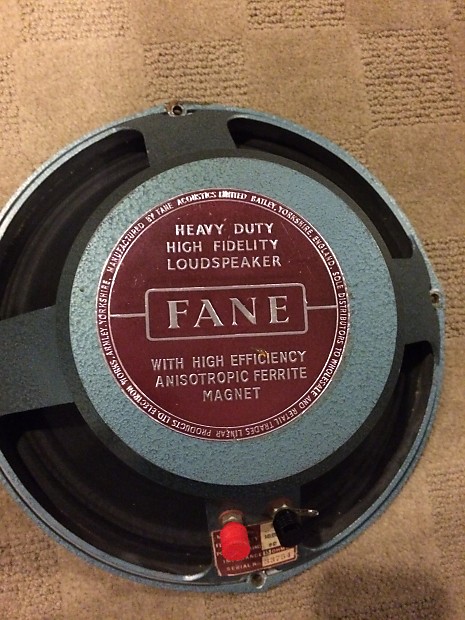 HEAVY DUTY
HIGH FIDELITY
LOUDSPEAKER
FANE
WITH HIGH EFFICIENCY
ANISOTROPIC FERRITE
MAGNET
MANUFACTURED BY FANE ACOUSTICS LIMITED BATLEY, YORKSHIRE, ENGLAND. SOLE DISTRIBUTORS TO WHOLESALE AND RETAIL TRADES LINEAR PRODUCTS LTD ELECTRON WORKS, ARMLEY, YORKSHIRE.
SERIAL No.